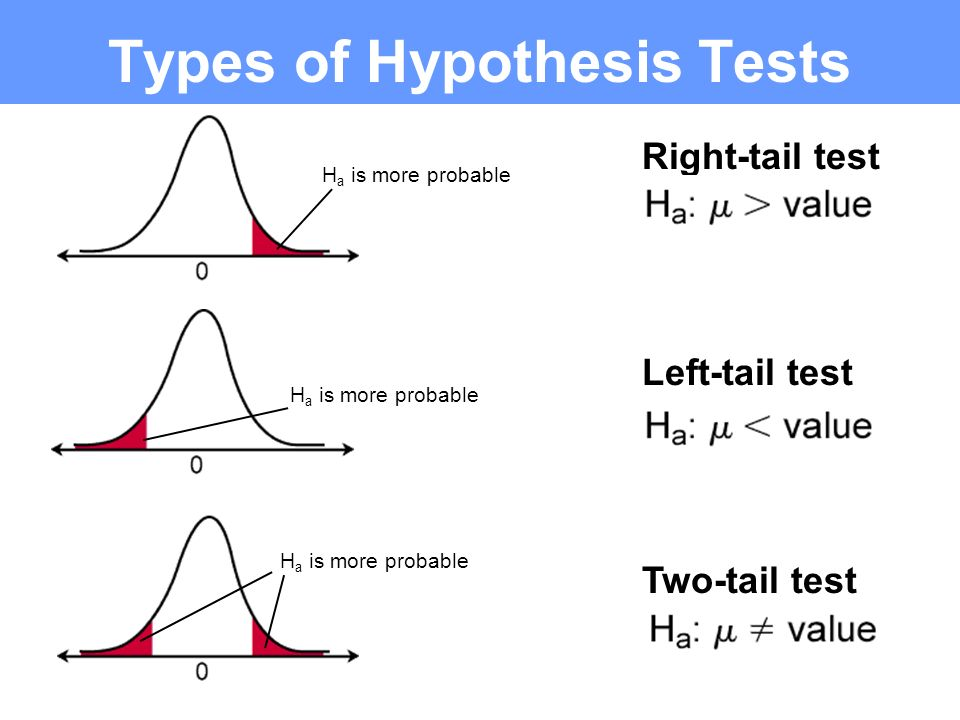 Types of Hypothesis Tests
Right-tail test
Hₐ is more probable
Hₐ: μ > value
0
Left-tail test
Hₐ is more probable
Hₐ: μ < value
0
Hₐ is more probable
Two-tail test
Hₐ: μ ≠ value
0